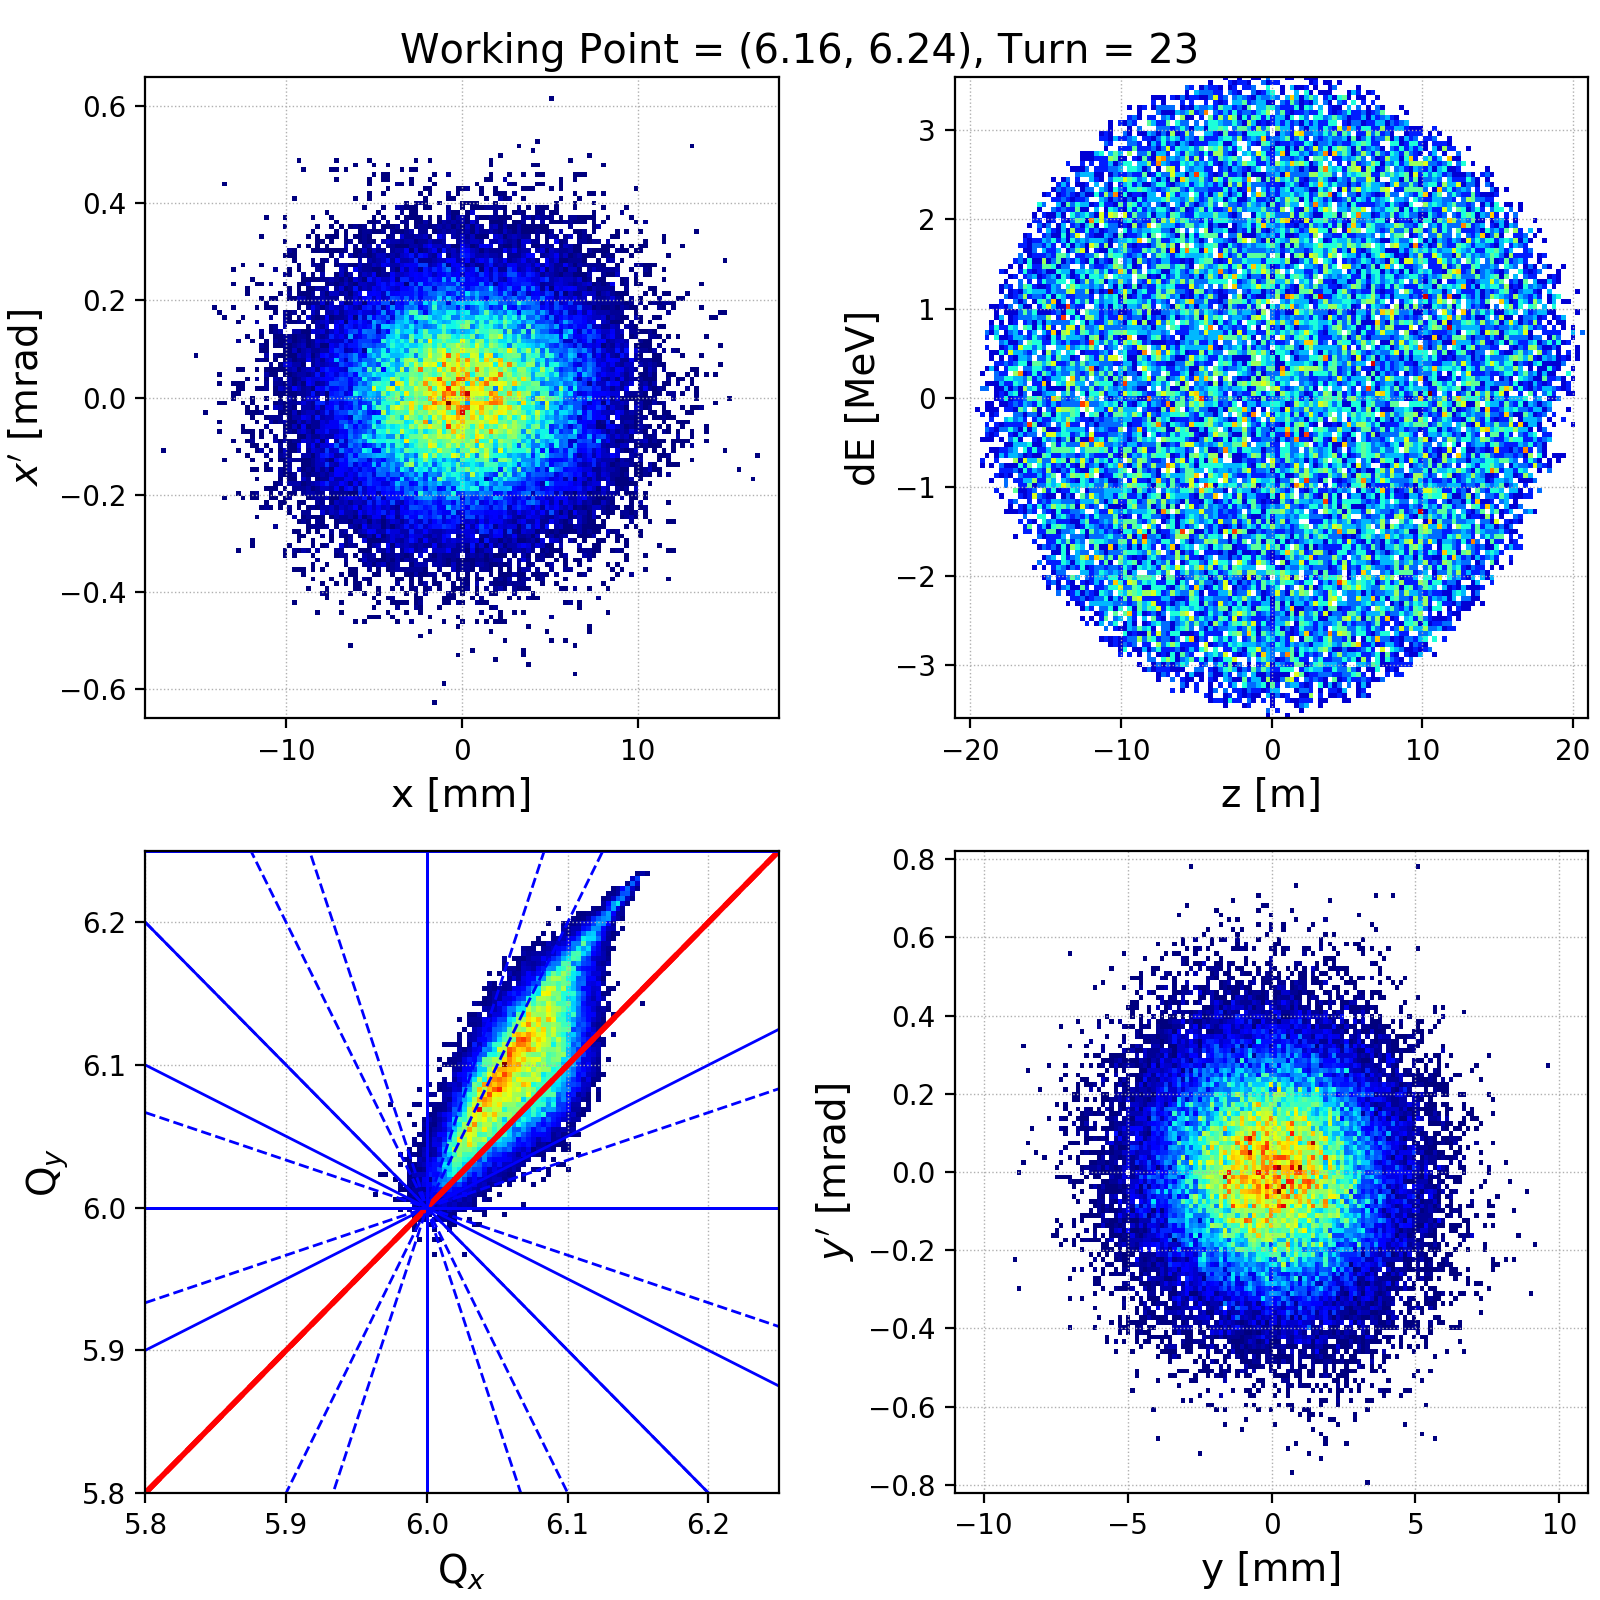 Working Point = (6.16, 6.24), Turn = 23
0.6
0.4
0.2
0.0
−0.2
−0.4
−0.6
x′ [mrad]
−10 0 10
x [mm]
3
2
1
0
−1
−2
−3
dE [MeV]
−20 −10 0 10 20
z [m]
6.2
6.1
6.0
5.9
5.8
Qy
5.8 5.9 6.0 6.1 6.2
Qx
0.8
0.6
0.4
0.2
0.0
−0.2
−0.4
−0.6
−0.8
y′ [mrad]
−10 −5 0 5 10
y [mm]